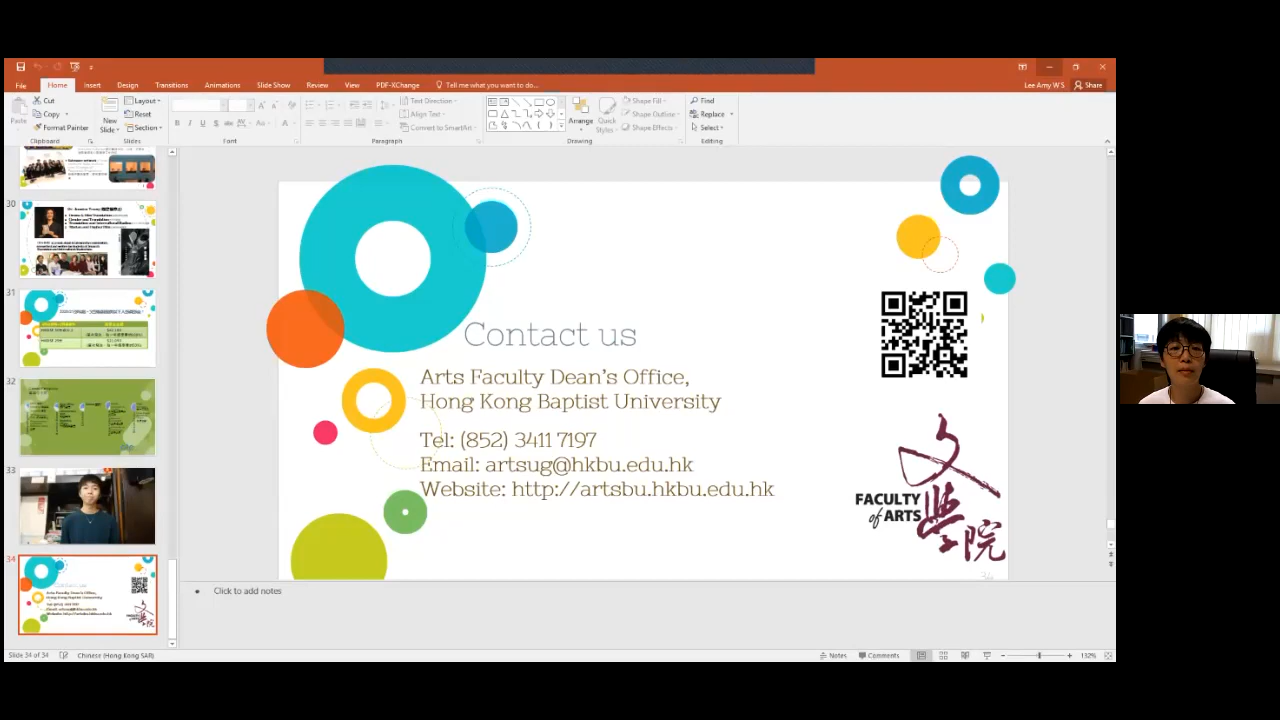 File
Home
Insert
Design
Transitions
Animations
Slide Show
Review
View
PDF-XChange
Tell me what you want to do...
Lee Amy W S
Share
Paste
Cut
Copy
Format Painter
Clipboard
New
Slide
Layout
Reset
Section
Slides
Font
Text Direction
Align Text
Convert to SmartArt
Paragraph
Arrange
Quick
Styles
Shape Fill
Shape Outline
Shape Effects
Drawing
Find
Replace
Select
Editing
30
31
32
33
34
Contact us
Arts Faculty Dean's Office,
Hong Kong Baptist University
Tel: (852) 3411 7197
Email: artsug@hkbu.edu.hk
Website: http://artsbu.hkbu.edu.hk
FACULTY
of ARTS
文學院
Click to add notes
Slide 34 of 34
Chinese (Hong Kong SAR)
Notes
Comments
132%